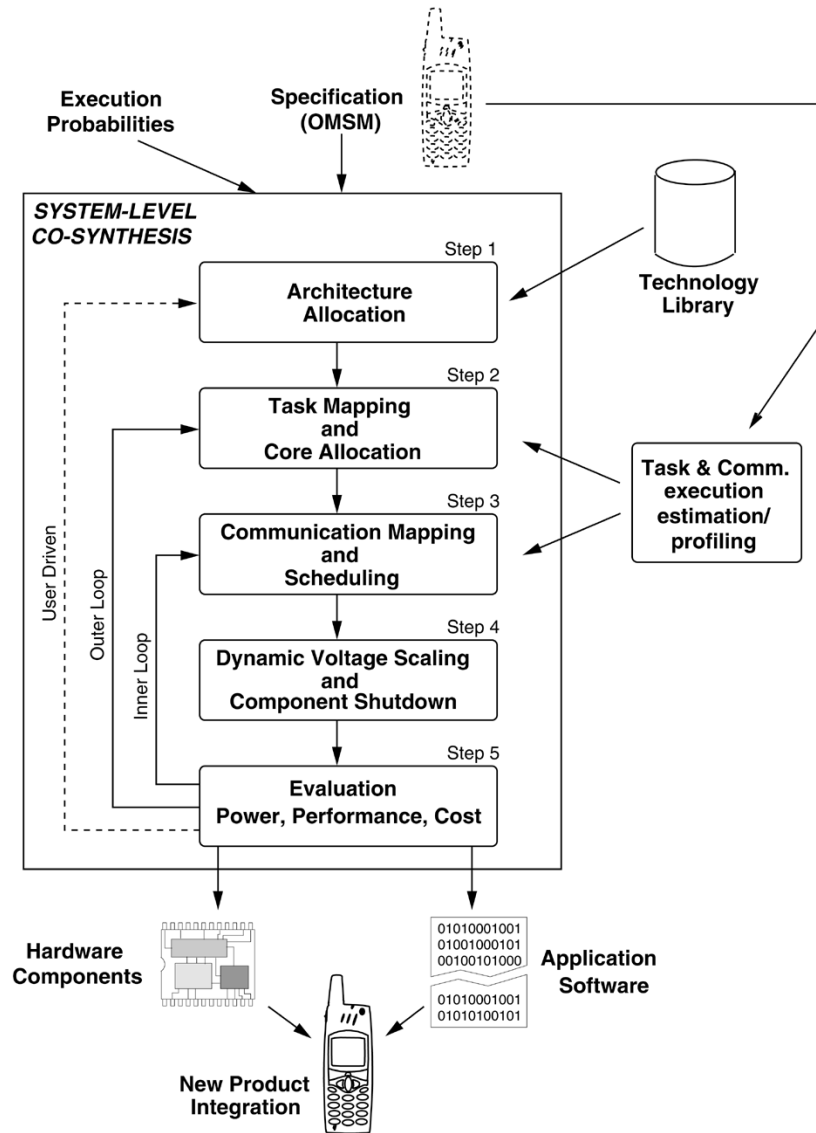 Execution
Probabilities
Specification
(OMSM)
SYSTEM-LEVEL
CO-SYNTHESIS
Step 1
Architecture
Allocation
Technology
Library
Step 2
Task Mapping
and
Core Allocation
Task & Comm.
execution
estimation/
profiling
Step 3
Communication Mapping
and
Scheduling
User Driven
Outer Loop
Inner Loop
Step 4
Dynamic Voltage Scaling
and
Component Shutdown
Step 5
Evaluation
Power, Performance, Cost
Hardware
Components
01010001001
01001000101
00100101000
01010001001
01010100101
Application
Software
New Product
Integration